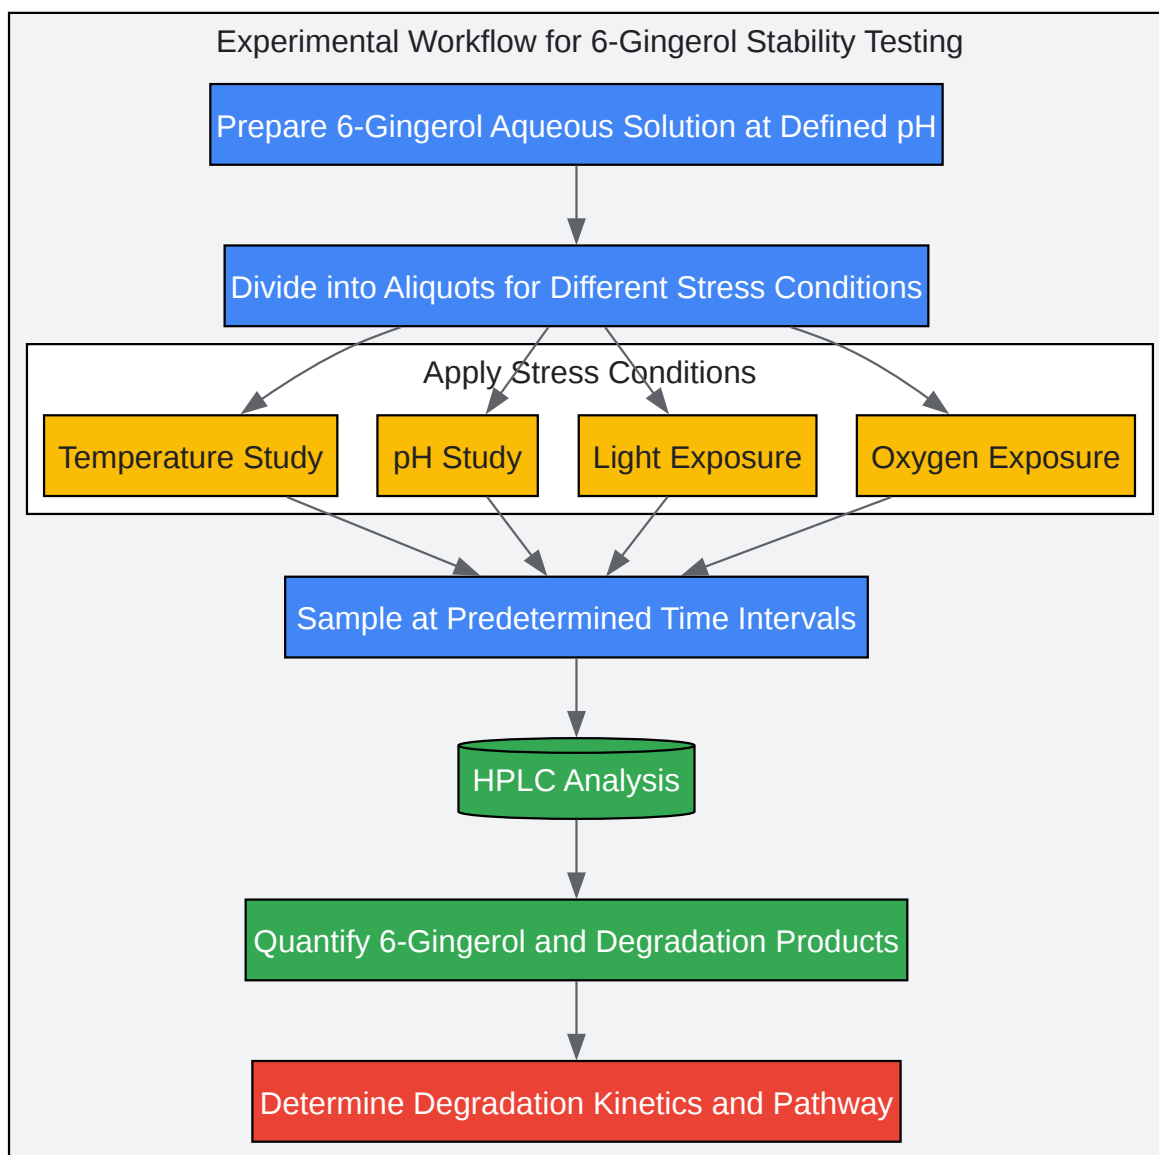 Experimental Workflow for 6-Gingerol Stability Testing
Prepare 6-Gingerol Aqueous Solution at Defined pH
Divide into Aliquots for Different Stress Conditions
Apply Stress Conditions
Temperature Study
pH Study
Light Exposure
Oxygen Exposure
Sample at Predetermined Time Intervals
HPLC Analysis
Quantify 6-Gingerol and Degradation Products
Determine Degradation Kinetics and Pathway